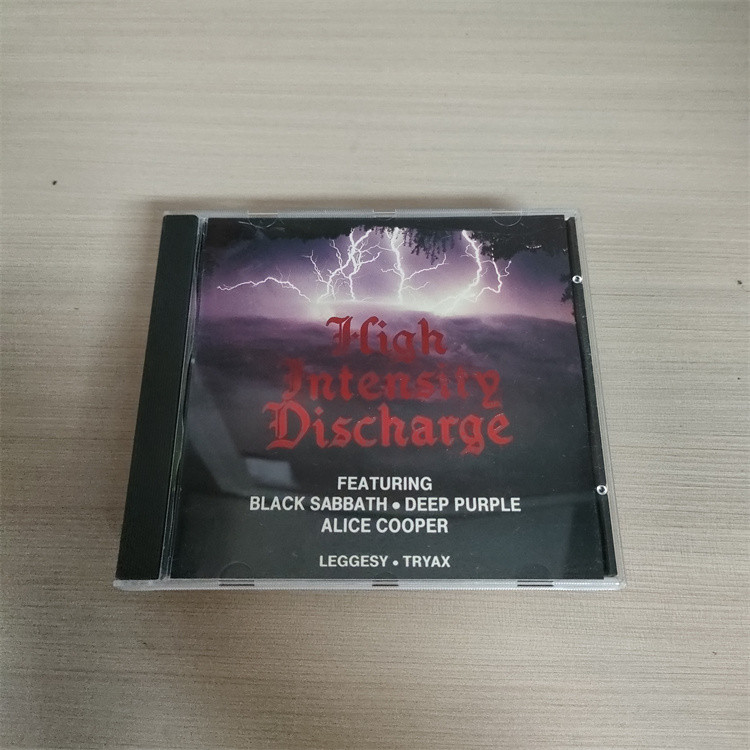 High
Intensity
Discharge
FEATURING
BLACK SABBATH • DEEP PURPLE
ALICE COOPER
LEGGESY • TRYAX